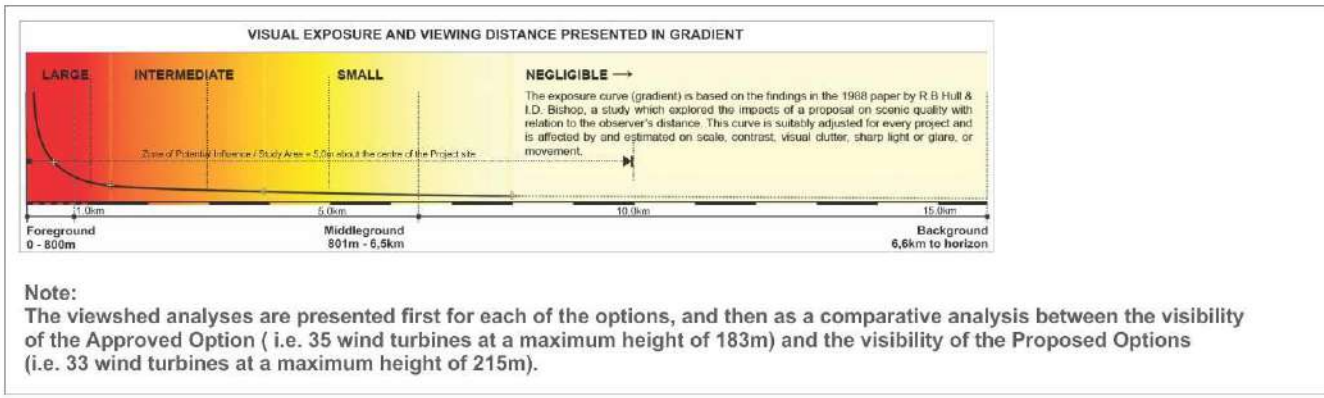 VISUAL EXPOSURE AND VIEWING DISTANCE PRESENTED IN GRADIENT
LARGE INTERMEDIATE SMALL NEGLIGIBLE →
The exposure curve (gradient) is based on the findings in the 1988 paper by R B Hull &
I.D. Bishop, a study which explored the impacts of a proposal on scenic quality with
relation to the observer's distance. This curve is suitably adjusted for every project and
is affected by and estimated on scale, contrast, visual clutter, sharp light or glare, or
movement.
Zone of Potential Influence / Study Area = 5,0m about the centre of the Project site
1.0km 5.0km 10.0km 15.0km
Foreground Middleground Background
0 - 800m 801m - 6,5km 6,6km to horizon
Note:
The viewshed analyses are presented first for each of the options, and then as a comparative analysis between the visibility
of the Approved Option ( i.e. 35 wind turbines at a maximum height of 183m) and the visibility of the Proposed Options
(i.e. 33 wind turbines at a maximum height of 215m).